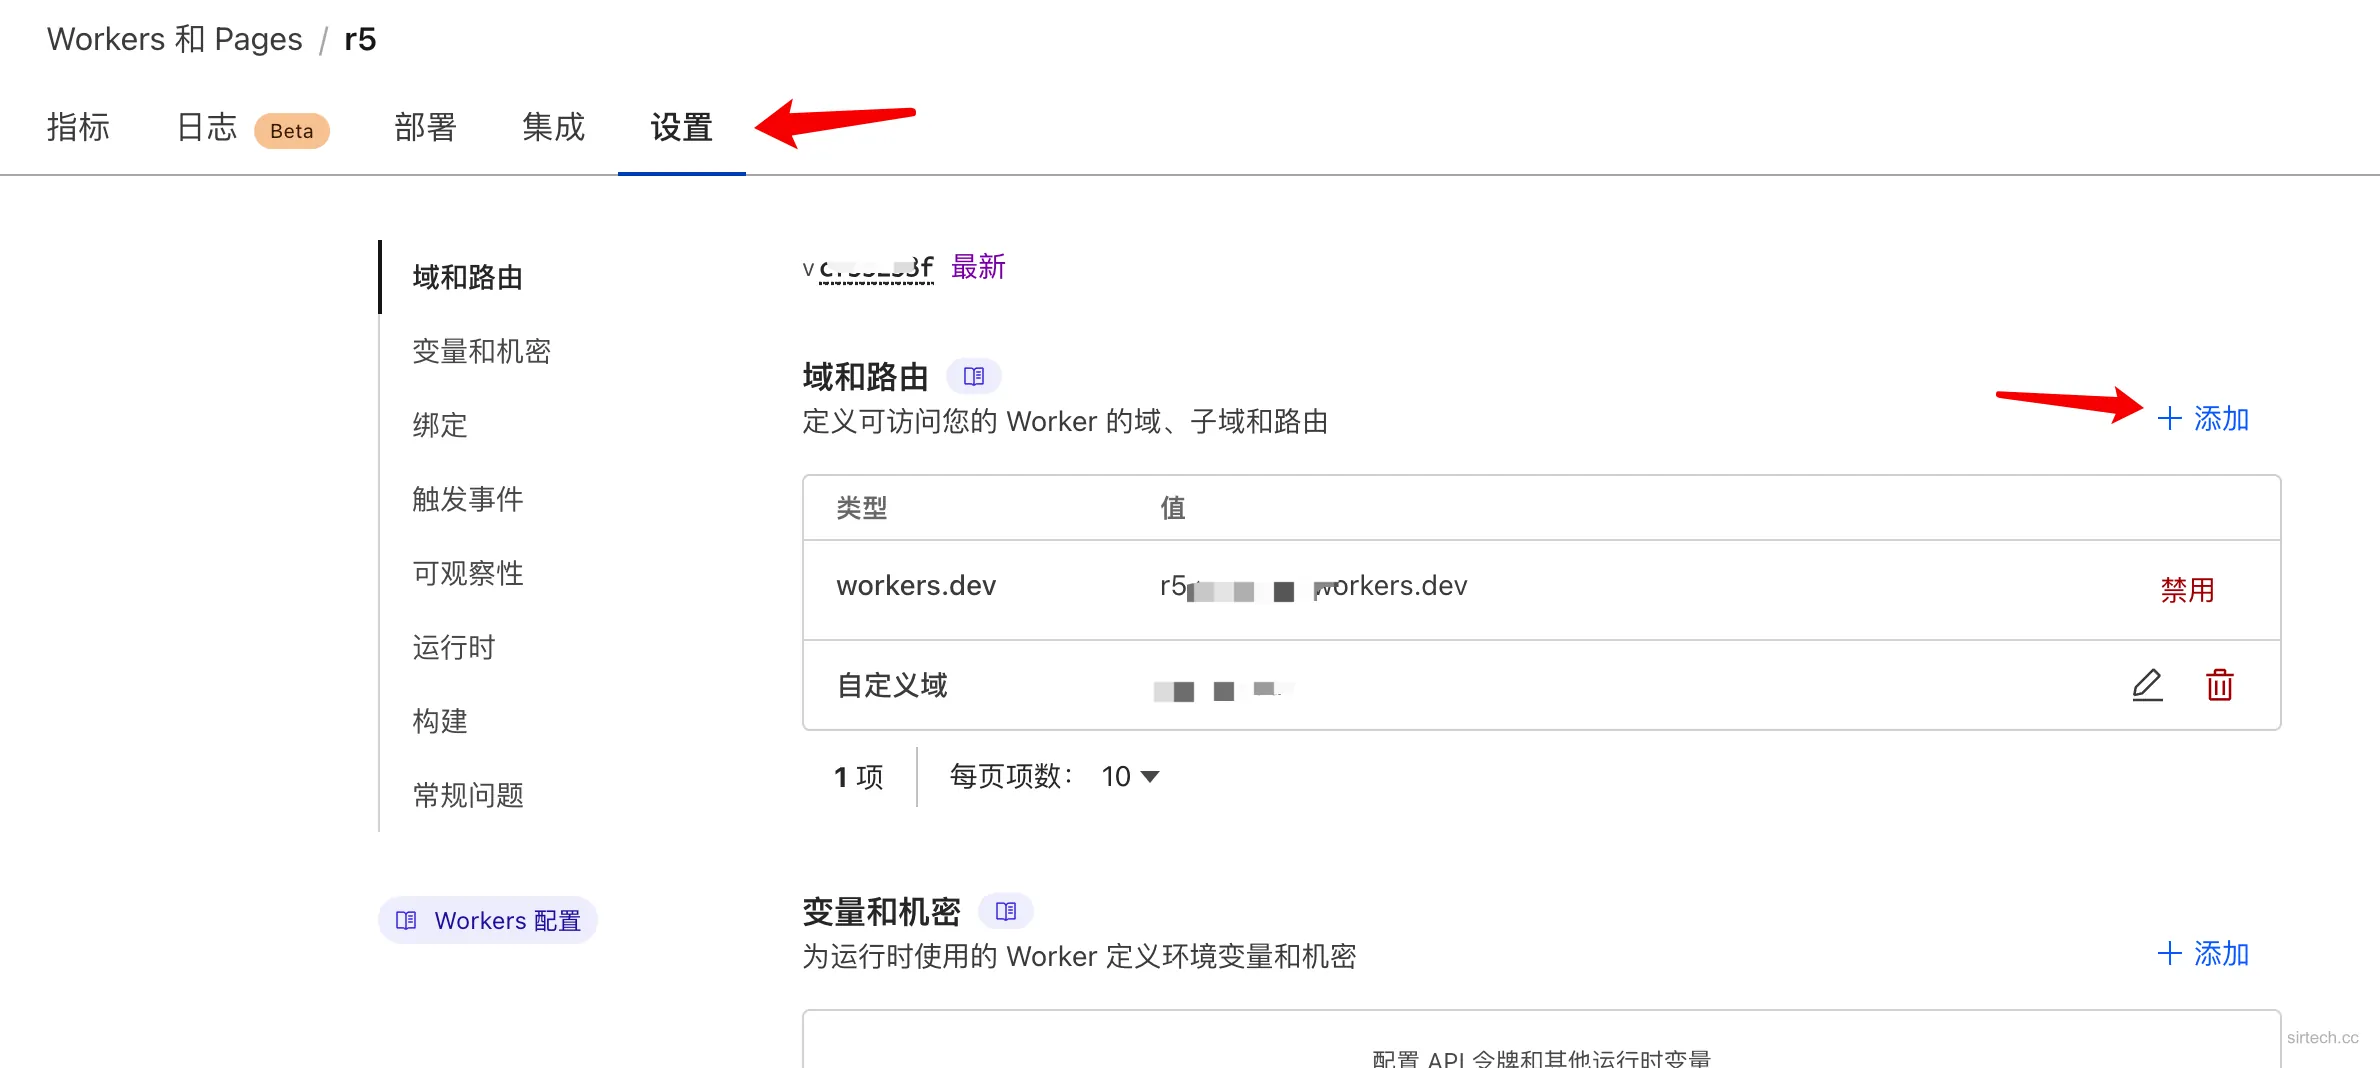 Workers 和 Pages / r5
指标 日志 Beta 部署 集成 设置
域和路由
变量和机密
绑定
触发事件
可观察性
运行时
构建
常规问题
Workers 配置
v 最新
域和路由
定义可访问您的 Worker 的域、子域和路由
添加
类型 值
workers.dev r5 workers.dev 禁用
自定义域
1 项 每页项数: 10
变量和机密
为运行时使用的 Worker 定义环境变量和机密
添加
配置 API 令牌和其他运行时变量
sirtech.cc